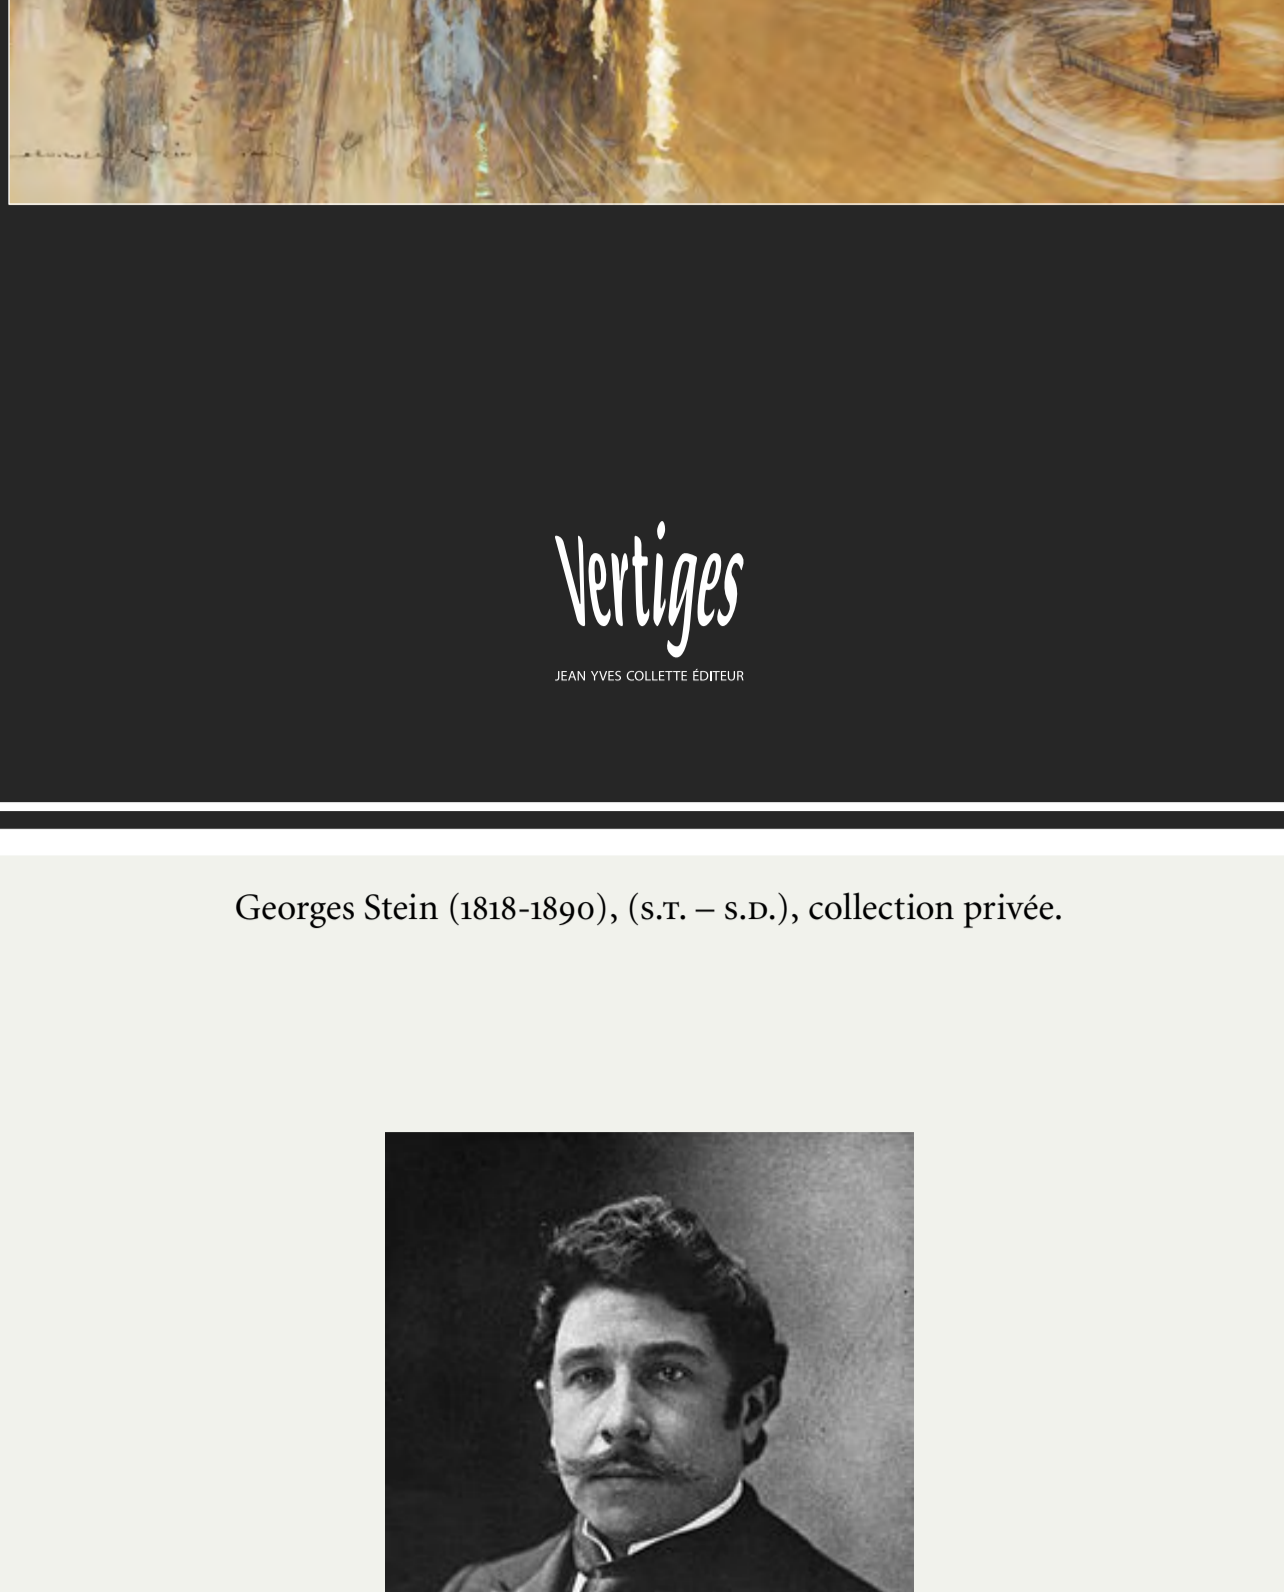 Vertiges
JEAN YVES COLLETTE ÉDITEUR
Georges Stein (1818-1890), (S.T. – S.D.), collection privée.